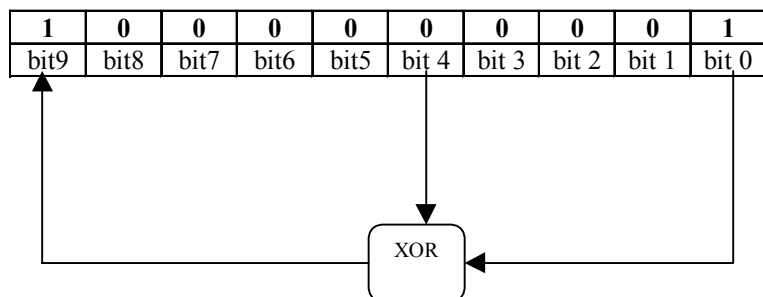 1 0 0 0 0 0 0 0 0 1
bit9 bit8 bit7 bit6 bit5 bit 4 bit 3 bit 2 bit 1 bit 0
XOR